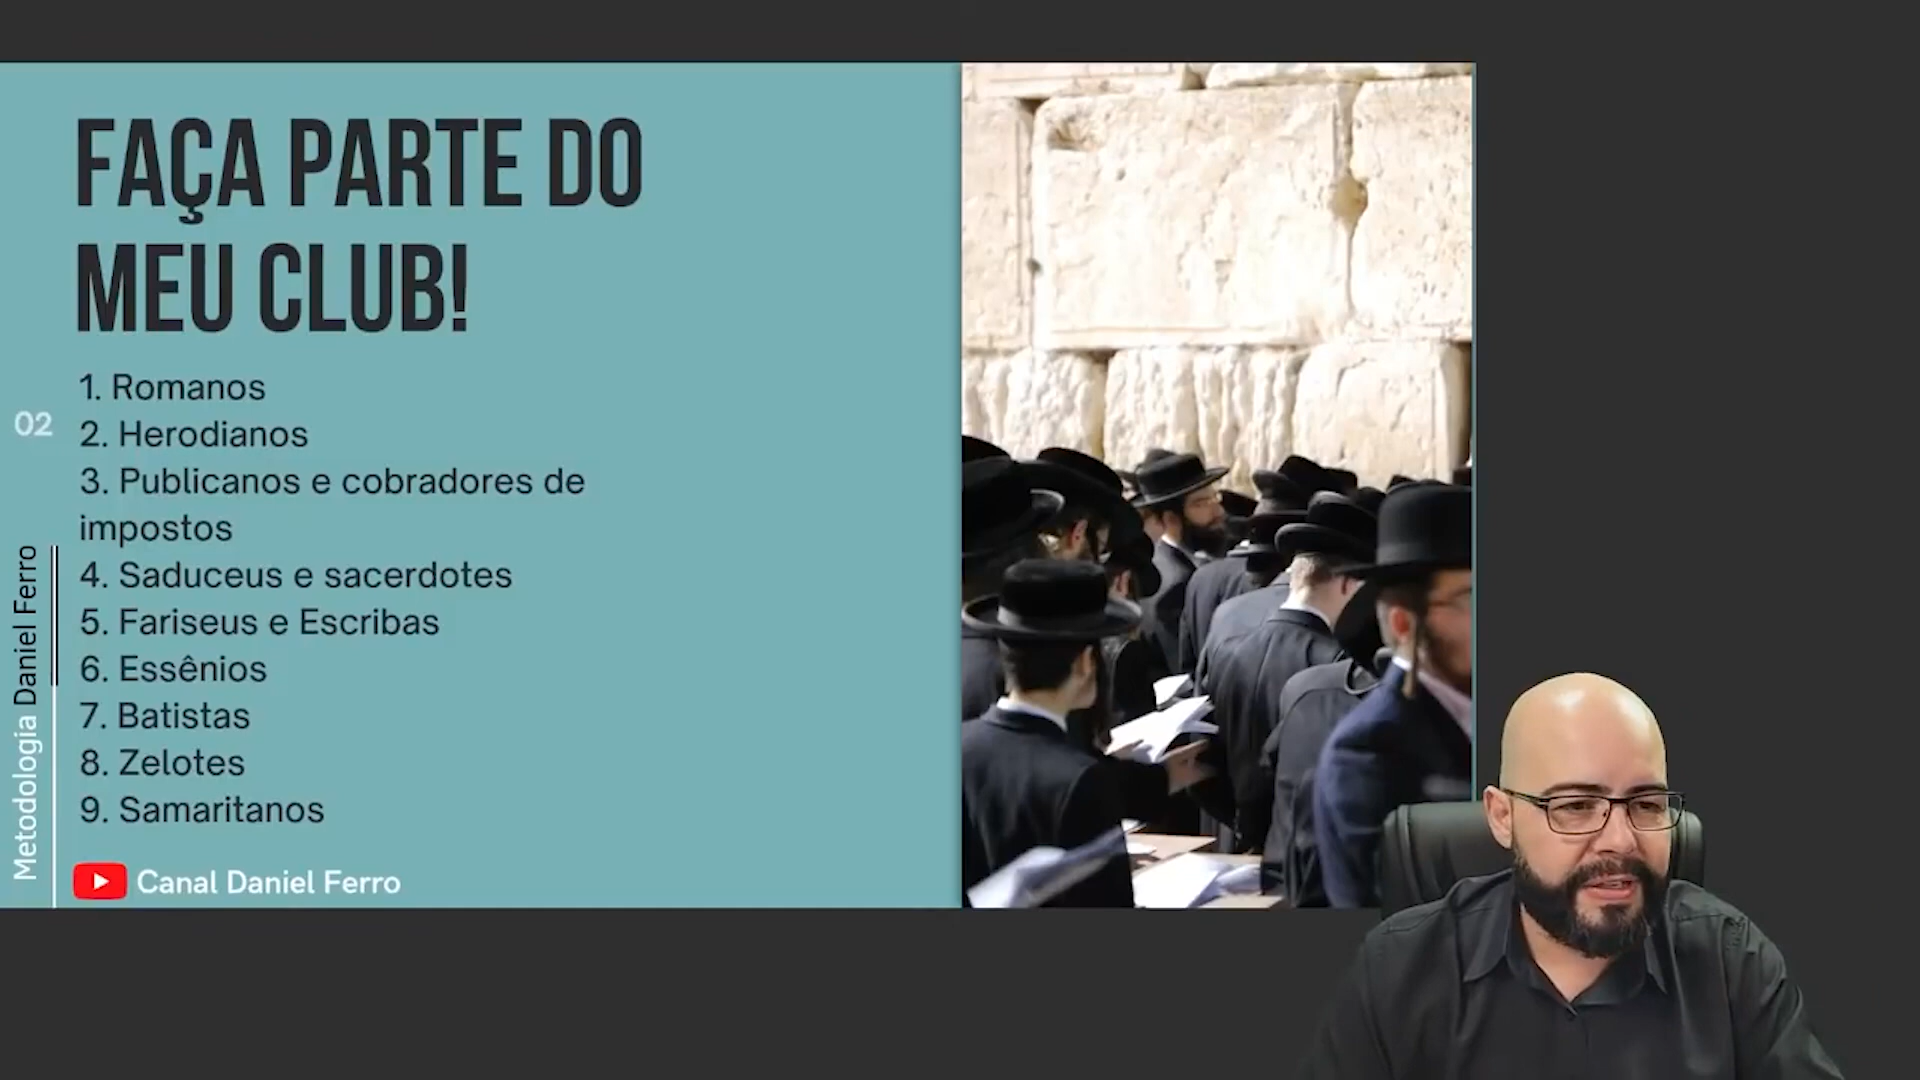 FAÇA PARTE DO
MEU CLUB!
1. Romanos
2. Herodianos
3. Publicanos e cobradores de
impostos
4. Saduceus e sacerdotes
5. Fariseus e Escribas
6. Essênios
7. Batistas
8. Zelotes
9. Samaritanos
02
Metodologia Daniel Ferro
Canal Daniel Ferro